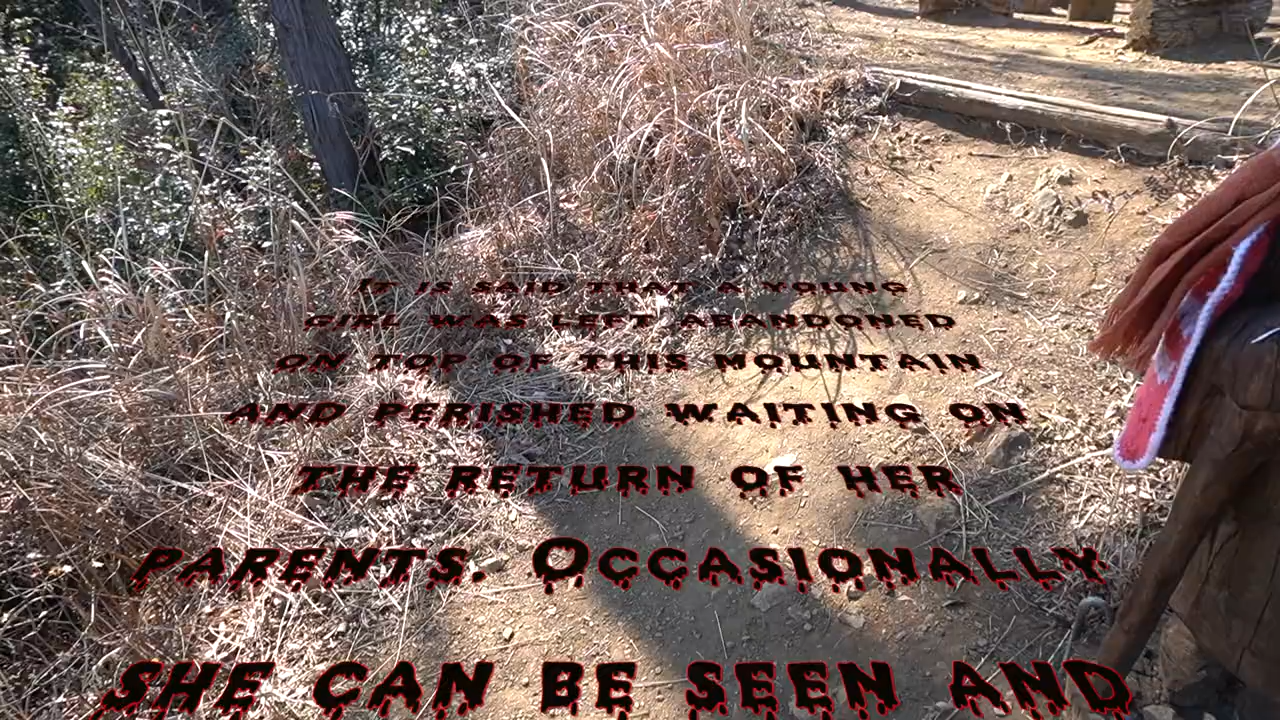 It is said that a young
girl was left abandoned
on top of this mountain
and perished waiting on
the return of her
parents. Occasionally
she can be seen and